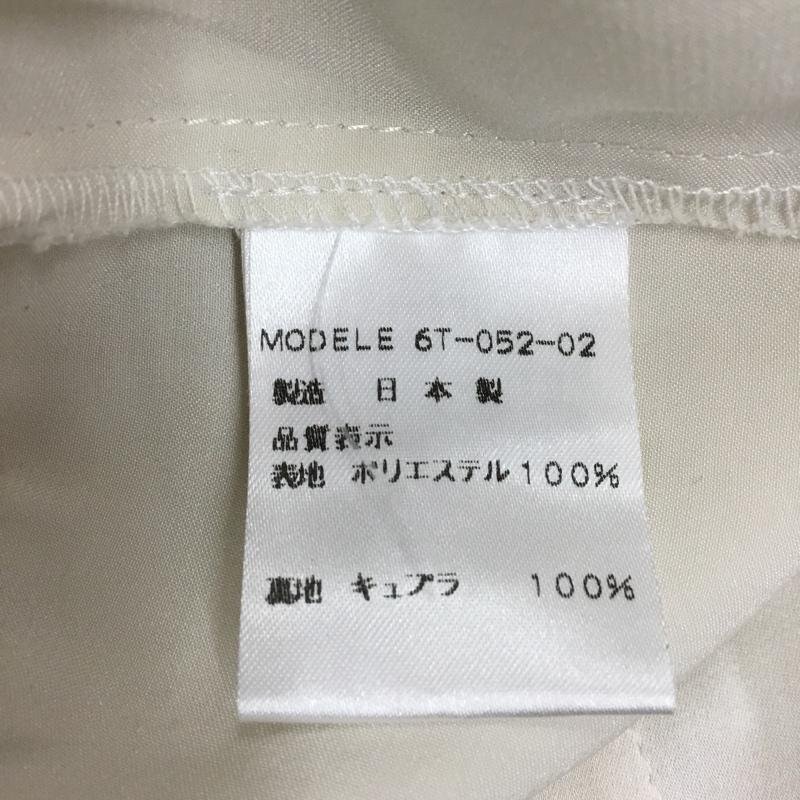 MODELE 6T-052-02
製造 日本製
品質表示
表地 ポリエステル100%
裏地 キュプラ 100%